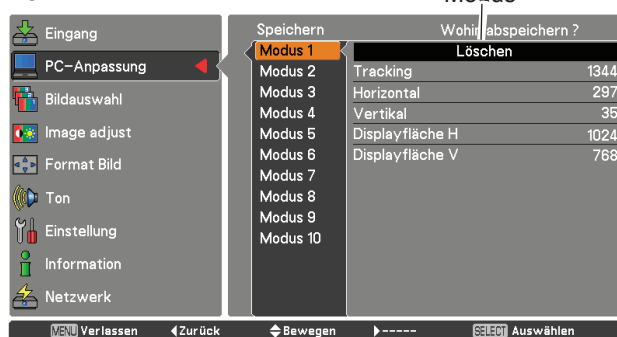 Modus
Eingang
PC-Anpassung
Bildauswahl
Image adjust
Format Bild
Ton
Einstellung
Information
Netzwerk
Speichern
Wohin abspeichern ?
Modus 1
Modus 2
Modus 3
Modus 4
Modus 5
Modus 6
Modus 7
Modus 8
Modus 9
Modus 10
Löschen
Tracking 1344
Horizontal 297
Vertikal 35
Displayfläche H 1024
Displayfläche V 768
MENU Verlassen Zurück Bewegen ----- SELECT Auswählen